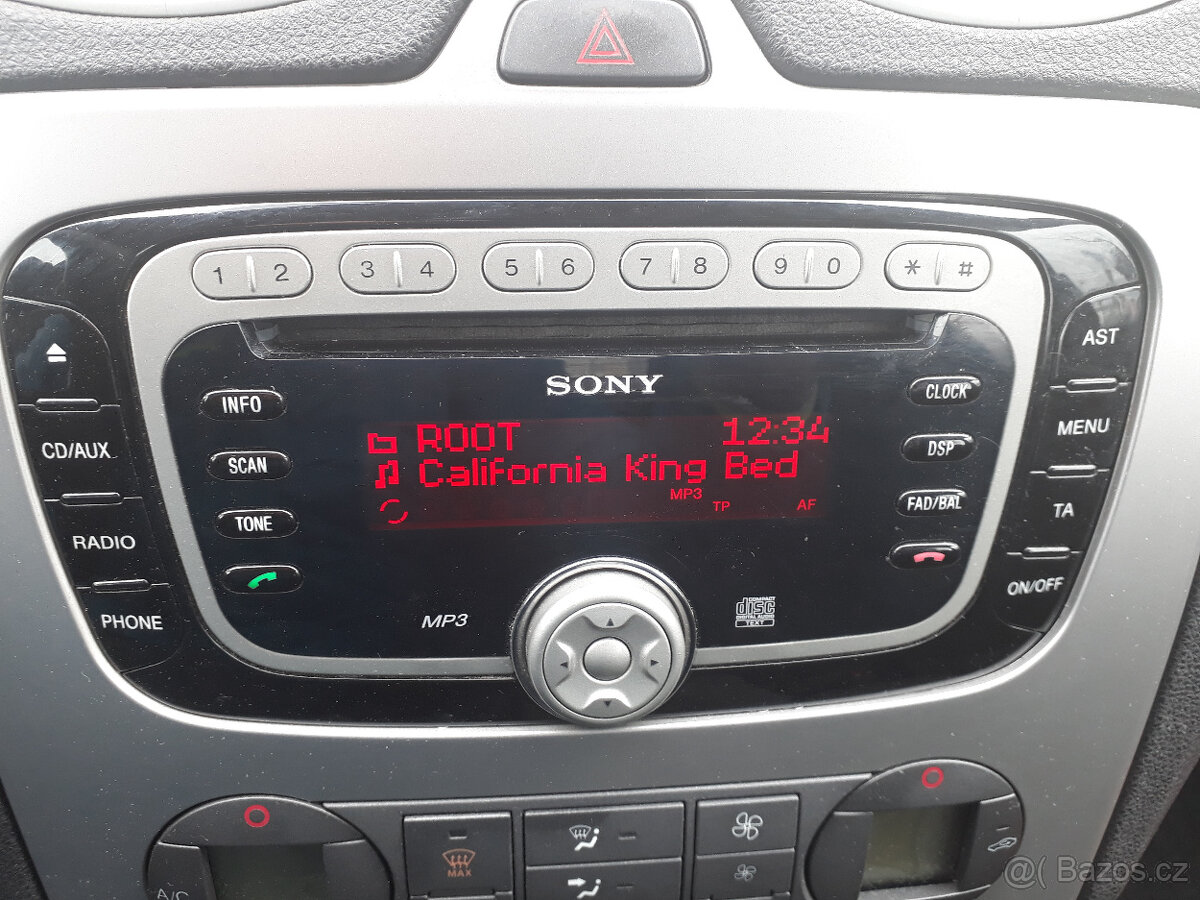 1 2 3 4 5 6 7 8 9 0 * #
SONY
AST
INFO
CLOCK
CD/AUX
MENU
ROOT 12:34
SCAN
DSP
California King Bed
MP3
TP AF
FAD/BAL
TA
TONE
RADIO
ON/OFF
PHONE
MP3
COMPACT
disc
DIGITAL AUDIO
TEXT
MAX
A/C
@( Bazos.cz